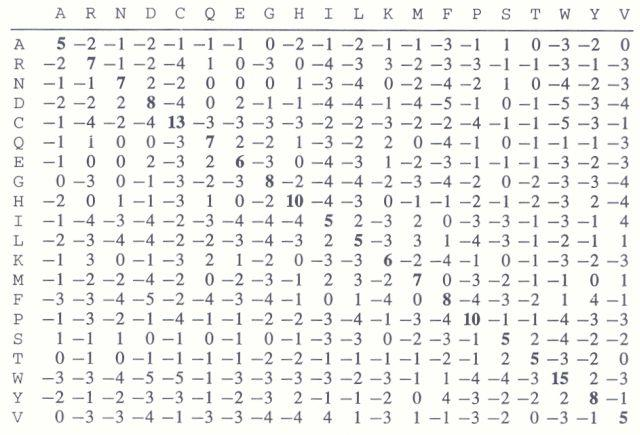 A R N D C Q E G H I L K M F P S T W Y V
A 5 −2 −1 −2 −1 −1 −1 0 −2 −1 −2 −1 −1 −3 −1 1 0 −3 −2 0
R −2 7 −1 −2 −4 1 0 −3 0 −4 −3 3 −2 −3 −3 −1 −1 −3 −1 −3
N −1 −1 7 2 −2 0 0 0 1 −3 −4 0 −2 −4 −2 1 0 −4 −2 −3
D −2 −2 2 8 −4 0 2 −1 −1 −4 −4 −1 −4 −5 −1 0 −1 −5 −3 −4
C −1 −4 −2 −4 13 −3 −3 −3 −3 −2 −2 −3 −2 −2 −4 −1 −1 −5 −3 −1
Q −1 1 0 0 −3 7 2 −2 1 −3 −2 2 0 −4 −1 0 −1 −1 −1 −3
E −1 0 0 2 −3 2 6 −3 0 −4 −3 1 −2 −3 −1 −1 −1 −3 −2 −3
G 0 −3 0 −1 −3 −2 −3 8 −2 −4 −4 −2 −3 −4 −2 0 −2 −3 −3 −4
H −2 0 1 −1 −3 1 0 −2 10 −4 −3 0 −1 −1 −2 −1 −2 −3 2 −4
I −1 −4 −3 −4 −2 −3 −4 −4 −4 5 2 −3 2 0 −3 −3 −1 −3 −1 4
L −2 −3 −4 −4 −2 −2 −3 −4 −3 2 5 −3 3 1 −4 −3 −1 −2 −1 1
K −1 3 0 −1 −3 2 1 −2 0 −3 −3 6 −2 −4 −1 0 −1 −3 −2 −3
M −1 −2 −2 −4 −2 0 −2 −3 −1 2 3 −2 7 0 −3 −2 −1 −1 0 1
F −3 −3 −4 −5 −2 −4 −3 −4 −1 0 1 −4 0 8 −4 −3 −2 1 4 −1
P −1 −3 −2 −1 −4 −1 −1 −2 −2 −3 −4 −1 −3 −4 10 −1 −1 −4 −3 −3
S 1 −1 1 0 −1 0 −1 0 −1 −3 −3 0 −2 −3 −1 5 2 −4 −2 −2
T 0 −1 0 −1 −1 −1 −1 −2 −2 −1 −1 −1 −1 −2 −1 2 5 −3 −2 0
W −3 −3 −4 −5 −5 −1 −3 −3 −3 −3 −2 −3 −1 1 −4 −4 −3 15 2 −3
Y −2 −1 −2 −3 −3 −1 −2 −3 2 −1 −1 −2 0 4 −3 −2 −2 2 8 −1
V 0 −3 −3 −4 −1 −3 −3 −4 −4 4 1 −3 1 −1 −3 −2 0 −3 −1 5